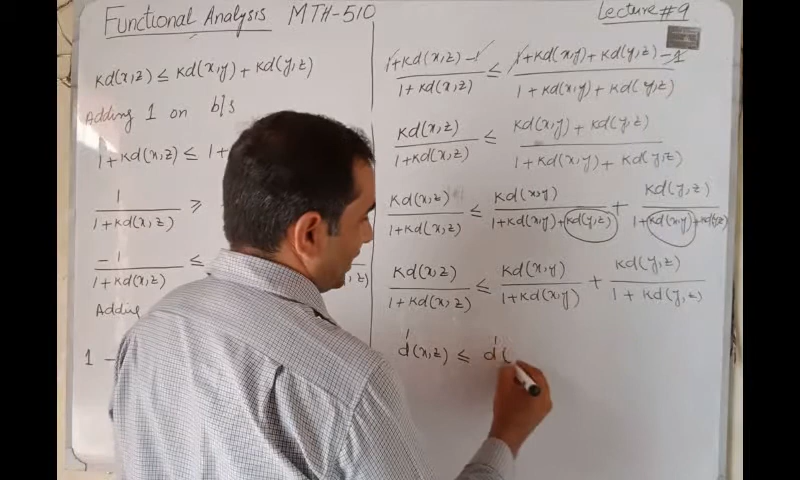 Functional Analysis MTH-510
Lecture #9
Kd(x,z) ≤ Kd(x,y) + Kd(y,z)
Adding 1 on b/s
1+Kd(x,z) ≤ 1+
1/(1+Kd(x,z)) ≥
-1/(1+Kd(x,z)) ≤
Adding
1 -
(1+Kd(x,z)-1)/(1+Kd(x,z)) ≤ (1+Kd(x,y)+Kd(y,z)-1)/(1+Kd(x,y)+Kd(y,z))
Kd(x,z)/(1+Kd(x,z)) ≤ (Kd(x,y)+Kd(y,z))/(1+Kd(x,y)+Kd(y,z))
Kd(x,z)/(1+Kd(x,z)) ≤ Kd(x,y)/(1+Kd(x,y)+Kd(y,z)) + Kd(y,z)/(1+Kd(x,y)+Kd(y,z))
Kd(x,z)/(1+Kd(x,z)) ≤ Kd(x,y)/(1+Kd(x,y)) + Kd(y,z)/(1+Kd(y,z))
d'(x,z) ≤ d'(